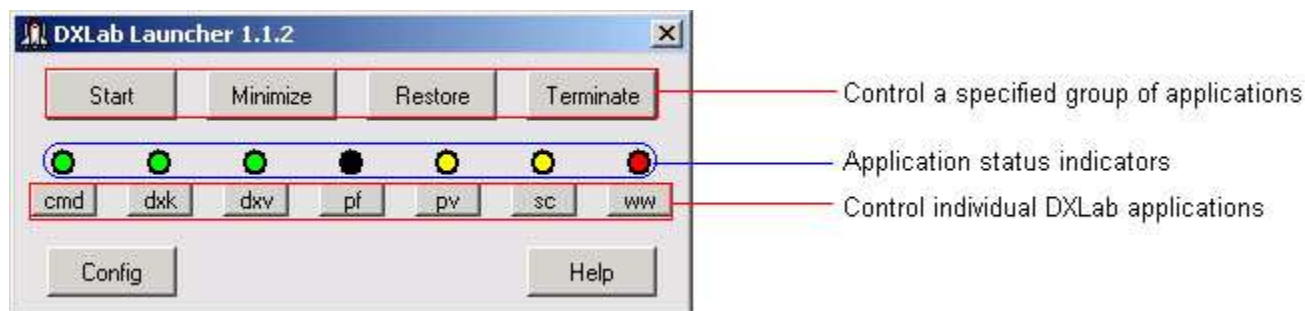 DXLab Launcher 1.1.2
Start Minimize Restore Terminate
Control a specified group of applications
Application status indicators
cmd dxk dxv pf pv sc ww
Control individual DXLab applications
Config Help